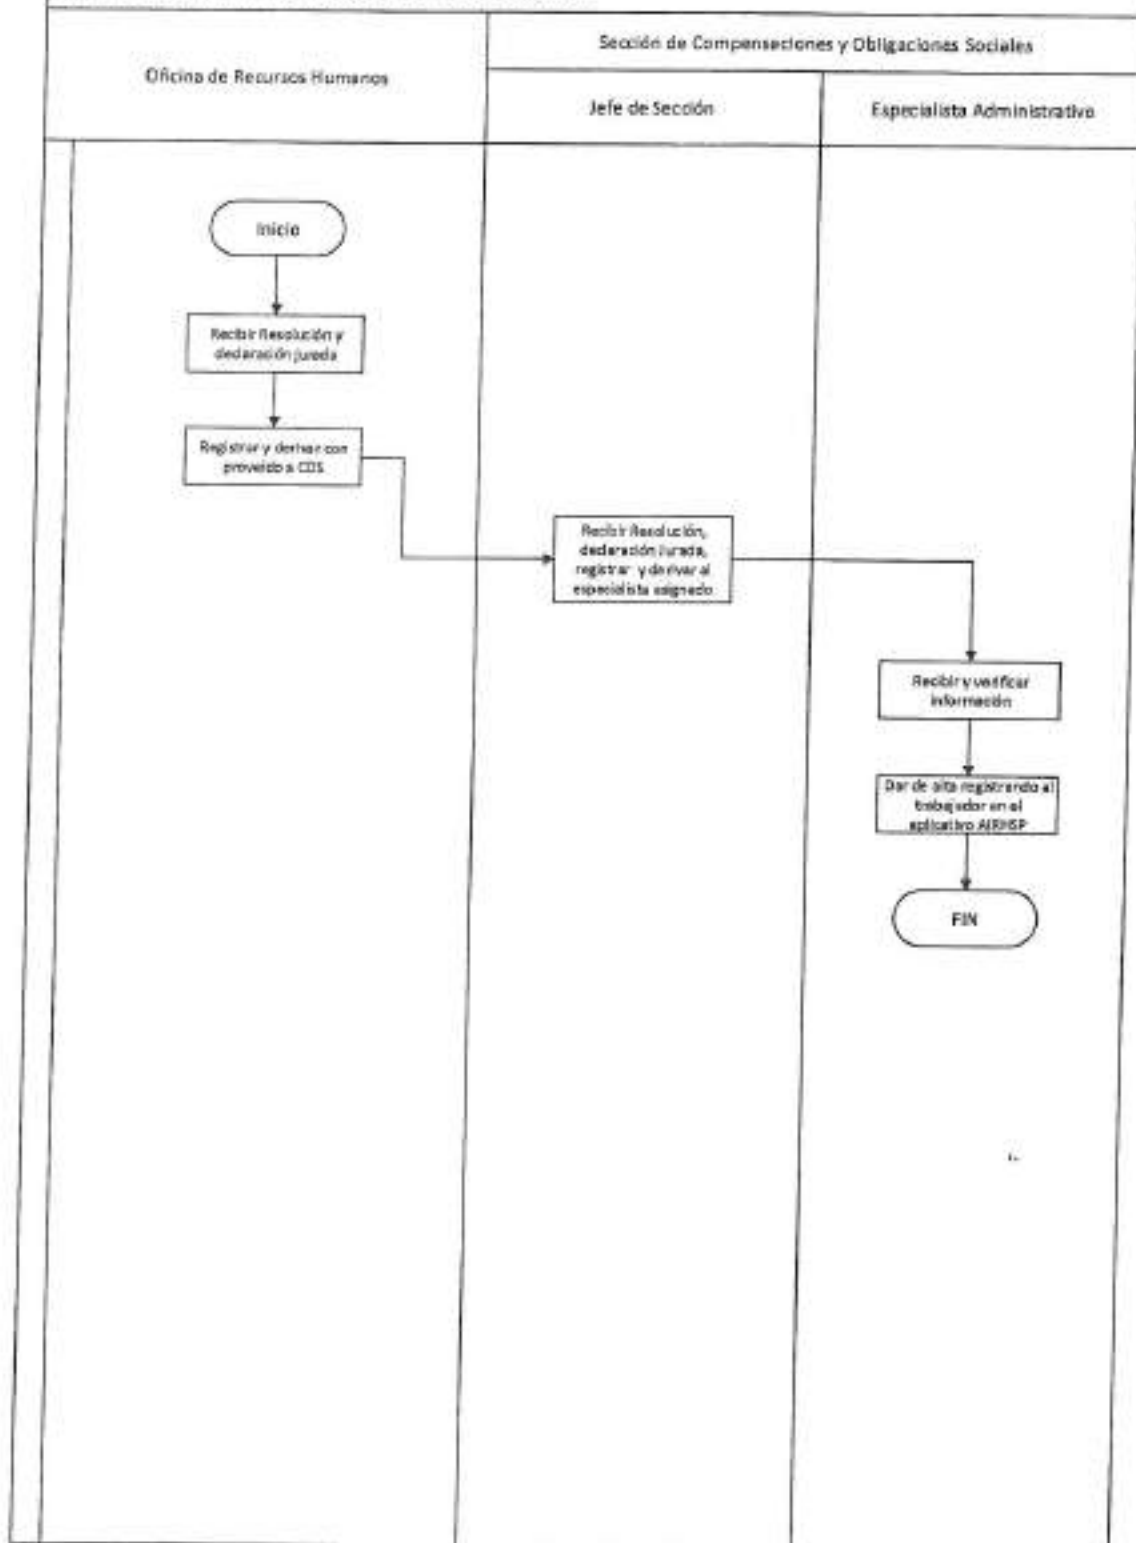 Oficina de Recursos Humanos
Sección de Compensaciones y Obligaciones Sociales
Jefe de Sección
Especialista Administrativo
Inicio
Recibir Resolución y
declaración jurada
Registrar y derivar con
proveido a COS
Recibir Resolución,
declaración Jurada,
registrar y derivar al
especialista asignado
Recibir y verificar
información
Dar de alta registrando al
trabajador en el
aplicativo AIRHSP
FIN